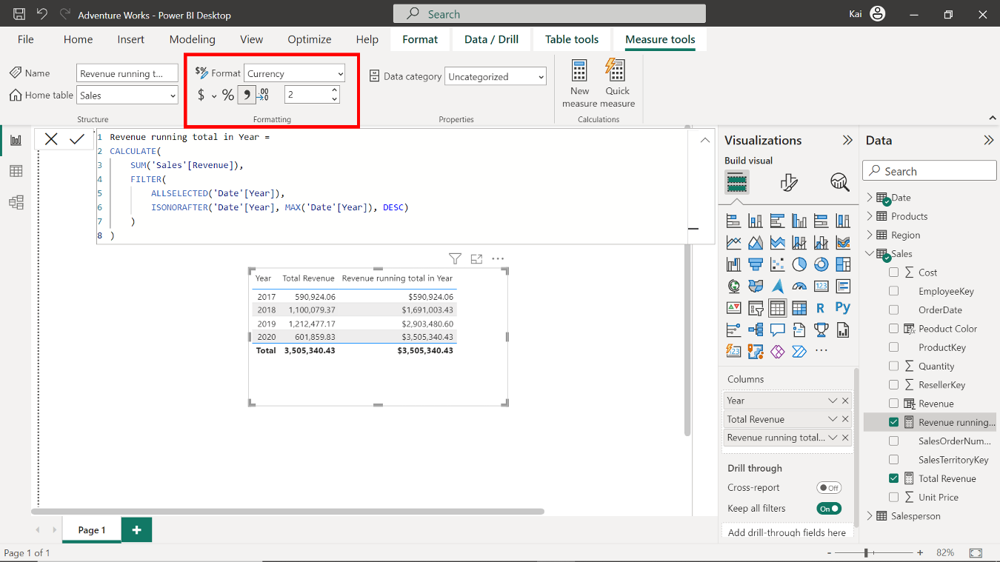 Adventure Works - Power BI Desktop
Search
Kai
File Home Insert Modeling View Optimize Help Format Data / Drill Table tools Measure tools
Name Revenue running t...
Home table Sales
Structure
Format Currency
$ % , .00 →0 2
Formatting
Data category Uncategorized
Properties
New measure
Quick measure
Calculations
1 Revenue running total in Year =
2 CALCULATE(
3 SUM('Sales'[Revenue]),
4 FILTER(
5 ALLSELECTED('Date'[Year]),
6 ISONORAFTER('Date'[Year], MAX('Date'[Year]), DESC)
7 )
8 )
Year Total Revenue Revenue running total in Year
2017 590,924.06 $590,924.06
2018 1,100,079.37 $1,691,003.43
2019 1,212,477.17 $2,903,480.60
2020 601,859.83 $3,505,340.43
Total 3,505,340.43 $3,505,340.43
Visualizations
Build visual
123
R Py
123
...
Columns
Year
Total Revenue
Revenue running total...
Drill through
Cross-report Off
Keep all filters On
Add drill-through fields here
Data
Search
Date
Products
Region
Sales
Cost
EmployeeKey
OrderDate
Peoduct Color
ProductKey
Quantity
ResellerKey
Revenue
Revenue running...
SalesOrderNum...
SalesTerritoryKey
Total Revenue
Unit Price
Salesperson
Page 1
Page 1 of 1
- + 82%